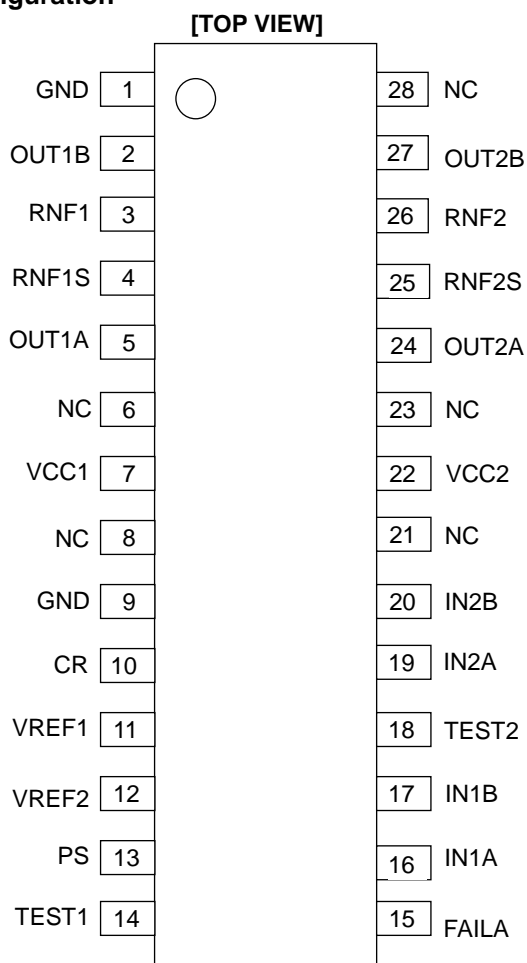 iguration
[TOP VIEW]
GND 1 28 NC
OUT1B 2 27 OUT2B
RNF1 3 26 RNF2
RNF1S 4 25 RNF2S
OUT1A 5 24 OUT2A
NC 6 23 NC
VCC1 7 22 VCC2
NC 8 21 NC
GND 9 20 IN2B
CR 10 19 IN2A
VREF1 11 18 TEST2
VREF2 12 17 IN1B
PS 13 16 IN1A
TEST1 14 15 FAILA